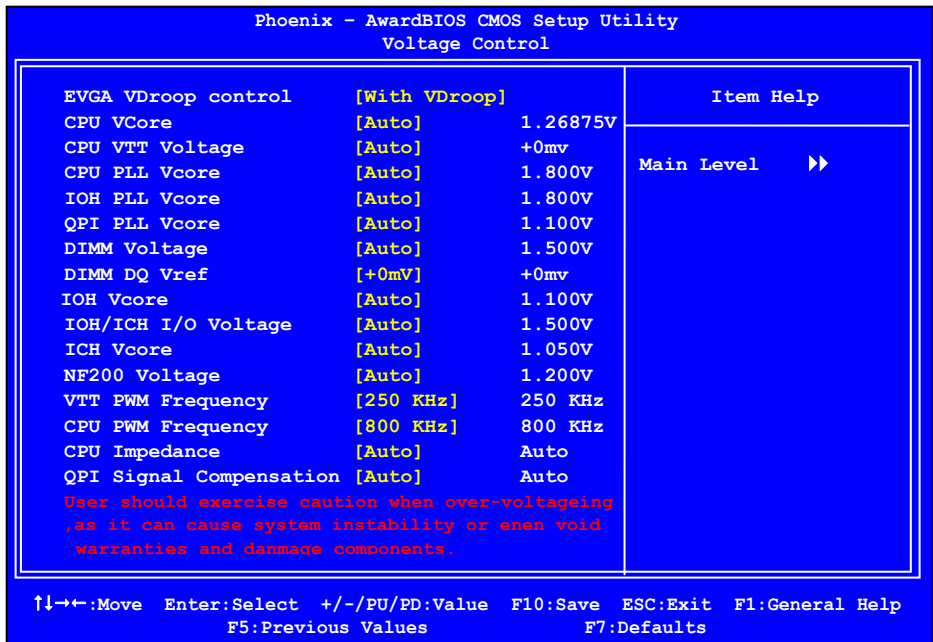 Phoenix – AwardBIOS CMOS Setup Utility
Voltage Control
EVGA VDroop control [With VDroop]
CPU VCore [Auto] 1.26875V
CPU VTT Voltage [Auto] +0mv
CPU PLL Vcore [Auto] 1.800V
IOH PLL Vcore [Auto] 1.800V
QPI PLL Vcore [Auto] 1.100V
DIMM Voltage [Auto] 1.500V
DIMM DQ Vref [+0mV] +0mv
IOH Vcore [Auto] 1.100V
IOH/ICH I/O Voltage [Auto] 1.500V
ICH Vcore [Auto] 1.050V
NF200 Voltage [Auto] 1.200V
VTT PWM Frequency [250 KHz] 250 KHz
CPU PWM Frequency [800 KHz] 800 KHz
CPU Impedance [Auto] Auto
QPI Signal Compensation [Auto] Auto
User should exercise caution when over-voltageing
,as it can cause system instability or enen void
warranties and danmage components.
Item Help
Main Level
↑↓→←:Move Enter:Select +/-/PU/PD:Value F10:Save ESC:Exit F1:General Help
F5:Previous Values F7:Defaults